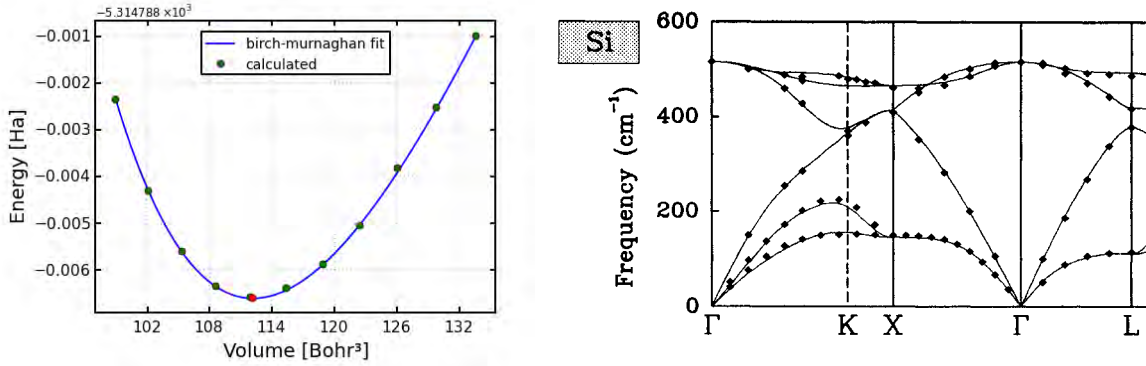 −5.314788 ×10³
−0.001
−0.002
−0.003
−0.004
−0.005
−0.006
Energy [Ha]
birch-murnaghan fit
calculated
102 108 114 120 126 132
Volume [Bohr³]
Si
600
400
200
0
Frequency (cm⁻¹)
Γ K X Γ L